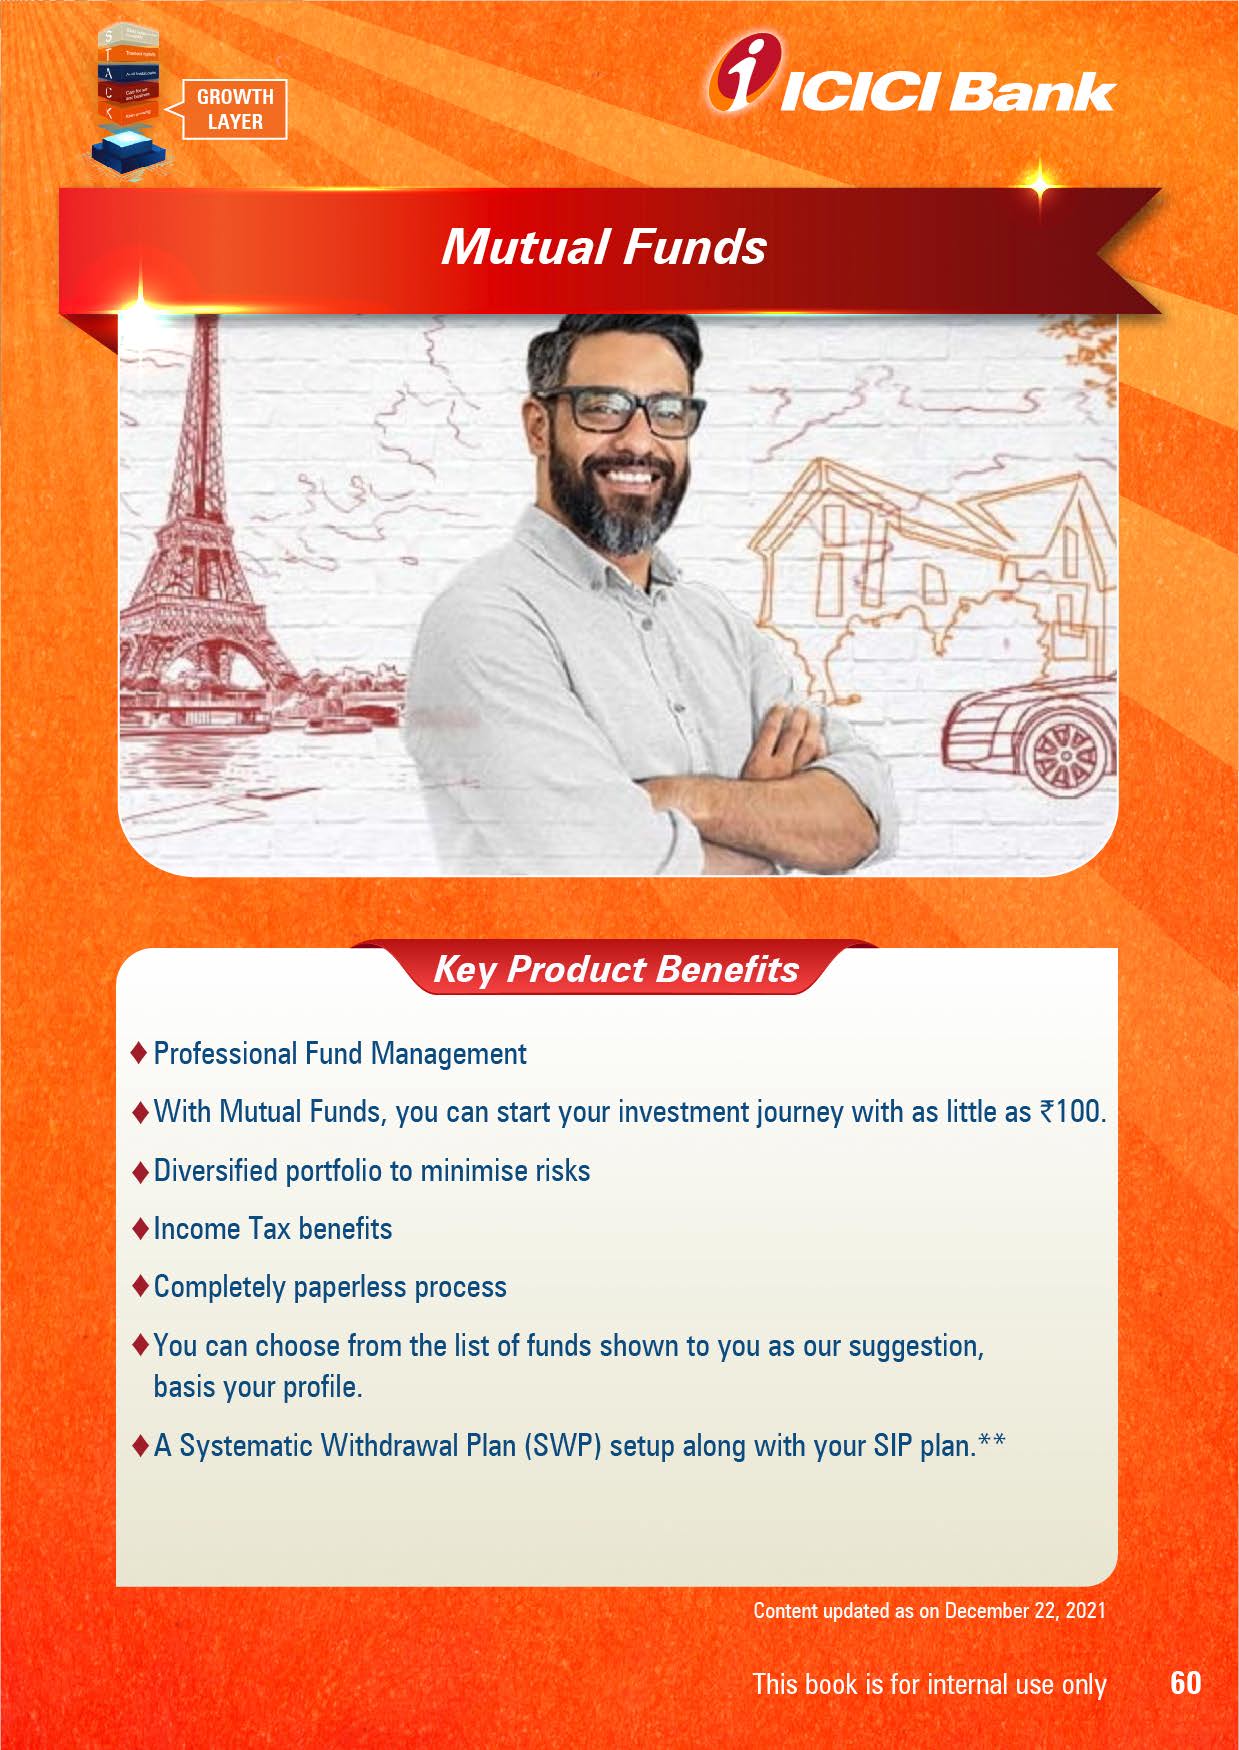 S
T
A
C
K
GROWTH
LAYER
i ICICI Bank
Mutual Funds
Key Product Benefits
♦ Professional Fund Management
♦ With Mutual Funds, you can start your investment journey with as little as ₹100.
♦ Diversified portfolio to minimise risks
♦ Income Tax benefits
♦ Completely paperless process
♦ You can choose from the list of funds shown to you as our suggestion,
basis your profile.
♦ A Systematic Withdrawal Plan (SWP) setup along with your SIP plan.**
Content updated as on December 22, 2021
This book is for internal use only 60